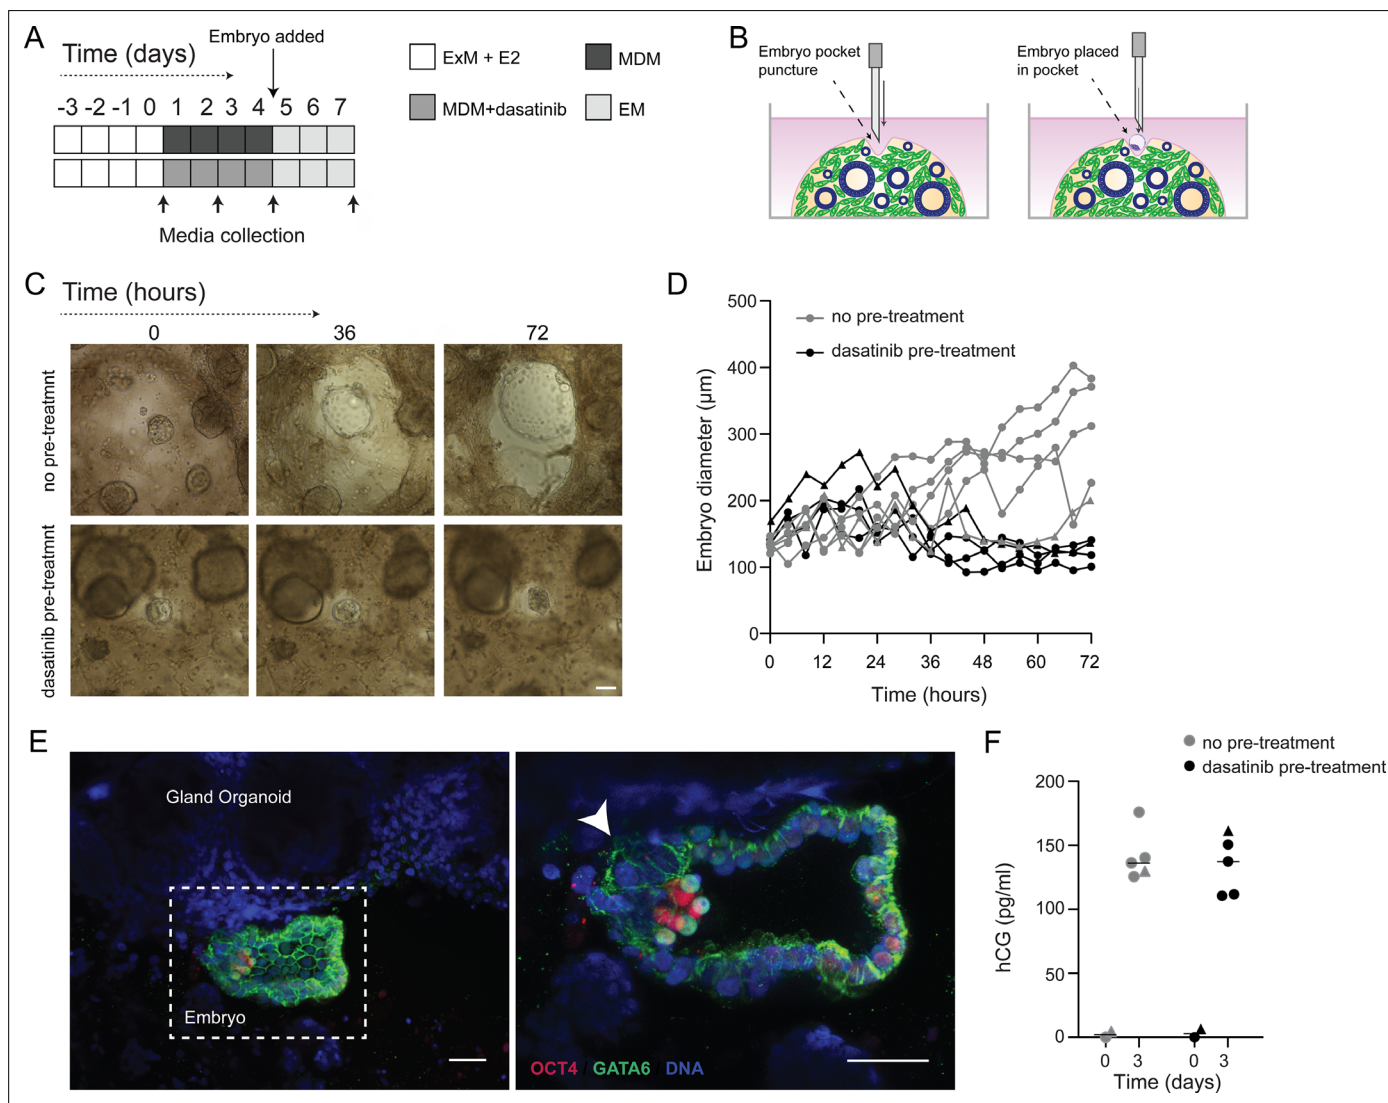 A
Time (days)
Embryo added
-3 -2 -1 0 1 2 3 4 5 6 7
Media collection
ExM + E2
MDM
MDM+dasatinib
EM
B
Embryo pocket
puncture
Embryo placed
in pocket
C
Time (hours)
0 36 72
no pre-treatmnt
dasatinib pre-treatmnt
D
no pre-treatment
dasatinib pre-treatment
Embryo diameter (µm)
500
400
300
200
100
0
0 12 24 36 48 60 72
Time (hours)
E
Gland Organoid
Embryo
OCT4 / GATA6 / DNA
F
no pre-treatment
dasatinib pre-treatment
hCG (pg/ml)
200
150
100
50
0
0 3 0 3
Time (days)